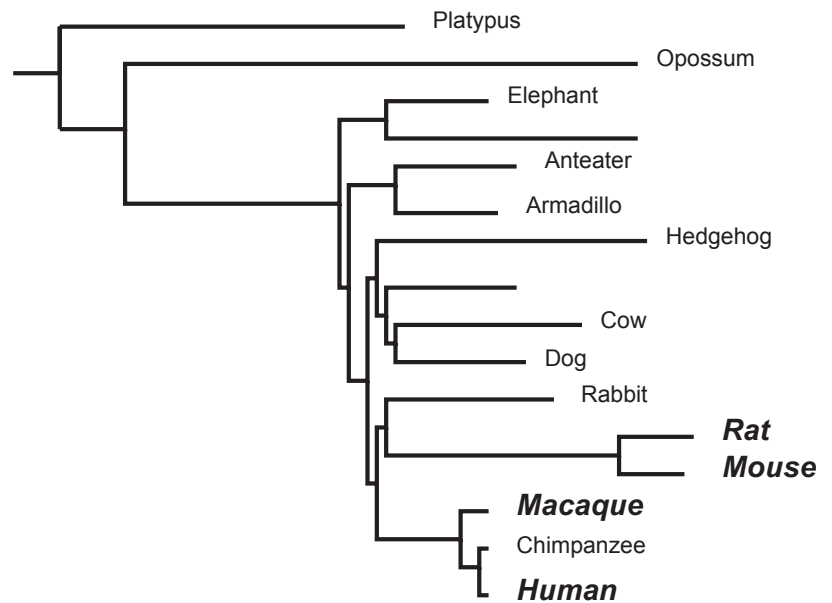 Platypus
Opossum
Elephant
Anteater
Armadillo
Hedgehog
Cow
Dog
Rabbit
Rat
Mouse
Macaque
Chimpanzee
Human